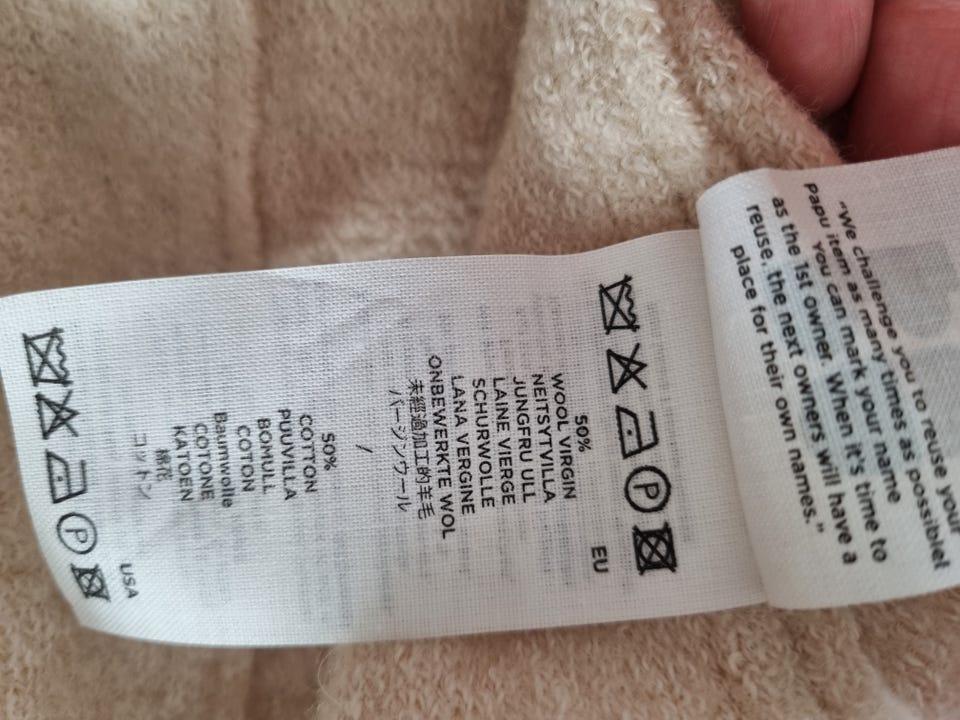 “We challenge you to reuse your
Papu item as many times as possible!
You can mark your name
as the 1st owner. When it's time to
reuse, the next owners will have a
place for their own names.”
EU
50%
WOOL VIRGIN
NEITSYTVILLA
JUNGFRU ULL
LAINE VIERGE
SCHURWOLLE
LANA VERGINE
ONBEWERKTE WOL
未經過加工的羊毛
バージンウール
/
50%
COTTON
PUUVILLA
BOMULL
COTON
Baumwolle
COTONE
KATOEN
棉花
コットン
USA